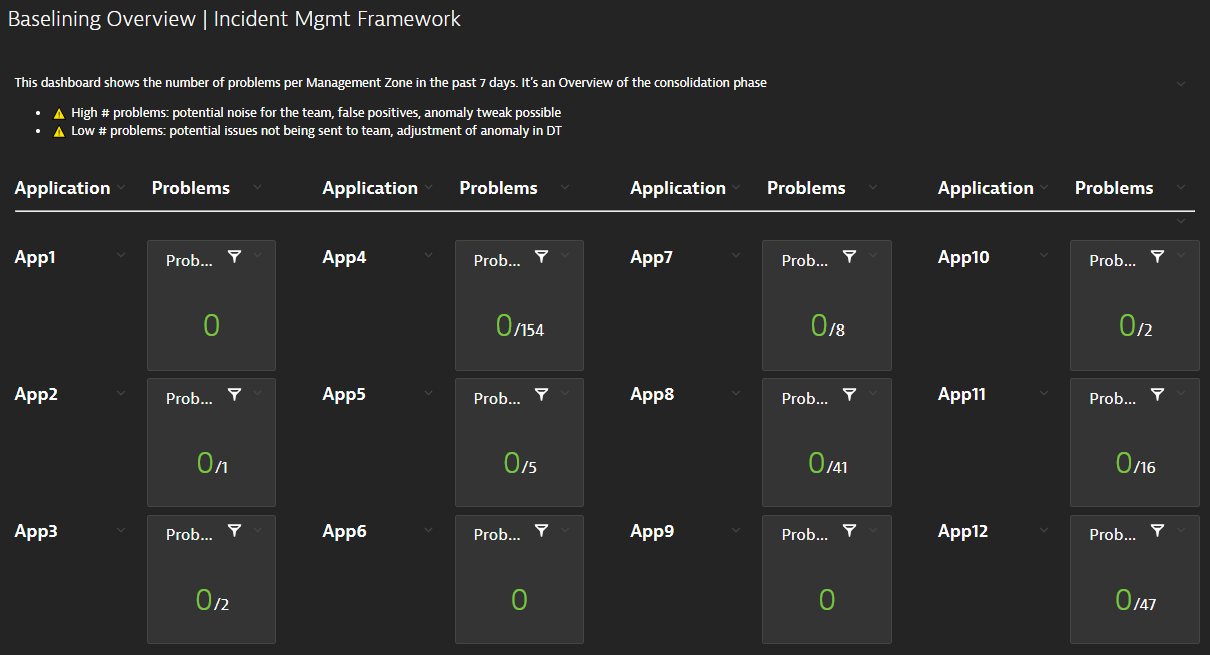 Baselining Overview | Incident Mgmt Framework
This dashboard shows the number of problems per Management Zone in the past 7 days. It's an Overview of the consolidation phase
• ⚠ High # problems: potential noise for the team, false positives, anomaly tweak possible
• ⚠ Low # problems: potential issues not being sent to team, adjustment of anomaly in DT
Application Problems Application Problems Application Problems Application Problems
App1 Prob... App4 Prob... App7 Prob... App10 Prob...
0 0/154 0/8 0/2
App2 Prob... App5 Prob... App8 Prob... App11 Prob...
0/1 0/5 0/41 0/16
App3 Prob... App6 Prob... App9 Prob... App12 Prob...
0/2 0 0 0/47